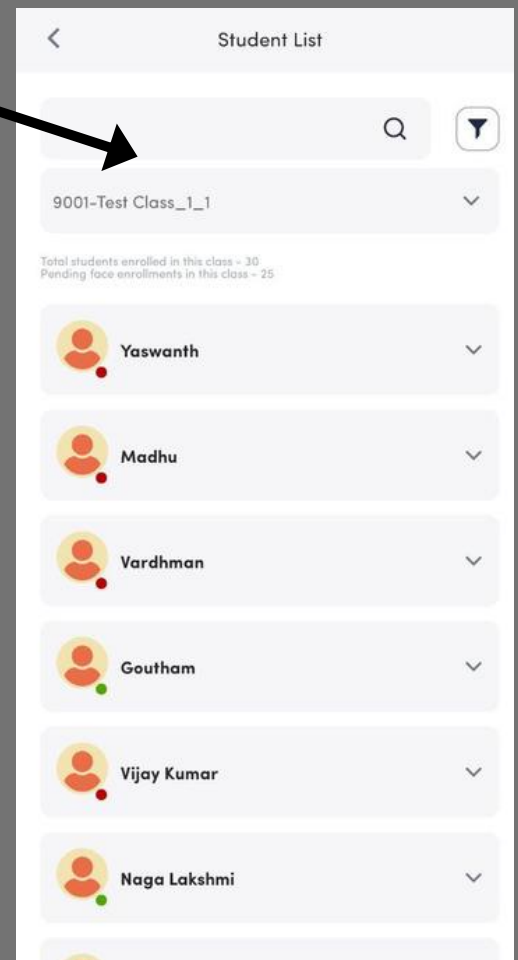 Student List
9001-Test Class_1_1
Total students enrolled in this class - 30
Pending face enrollments in this class - 25
Yaswanth
Madhu
Vardhman
Goutham
Vijay Kumar
Naga Lakshmi